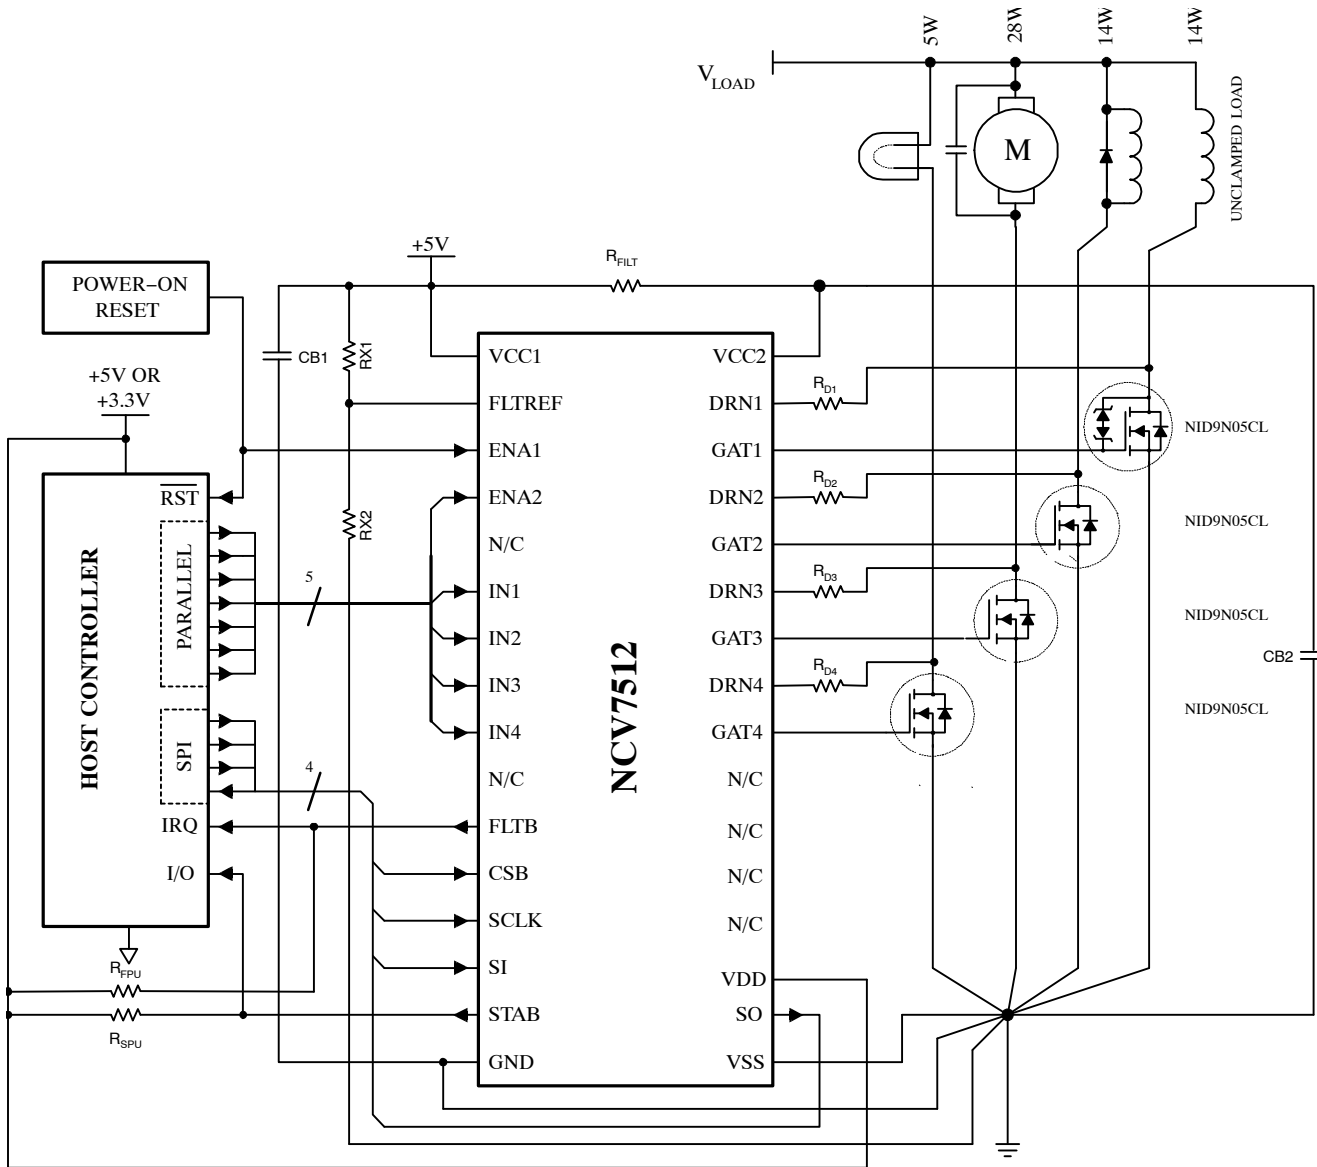 5W
28W
14W
14W
V_LOAD
UNCLAMPED LOAD
M
+5V
R_FILT
POWER−ON
RESET
CB1
RX1
VCC1
VCC2
+5V OR
+3.3V
FLTREF
R_D1
DRN1
ENA1
GAT1
NID9N05CL
RST
ENA2
R_D2
DRN2
RX2
NID9N05CL
N/C
GAT2
HOST CONTROLLER
PARALLEL
5
IN1
R_D3
DRN3
NID9N05CL
IN2
GAT3
CB2
IN3
R_D4
DRN4
NID9N05CL
SPI
IN4
GAT4
NCV7512
4
N/C
N/C
IRQ
FLTB
N/C
I/O
CSB
N/C
SCLK
N/C
R_FPU
SI
VDD
STAB
SO
R_SPU
GND
VSS